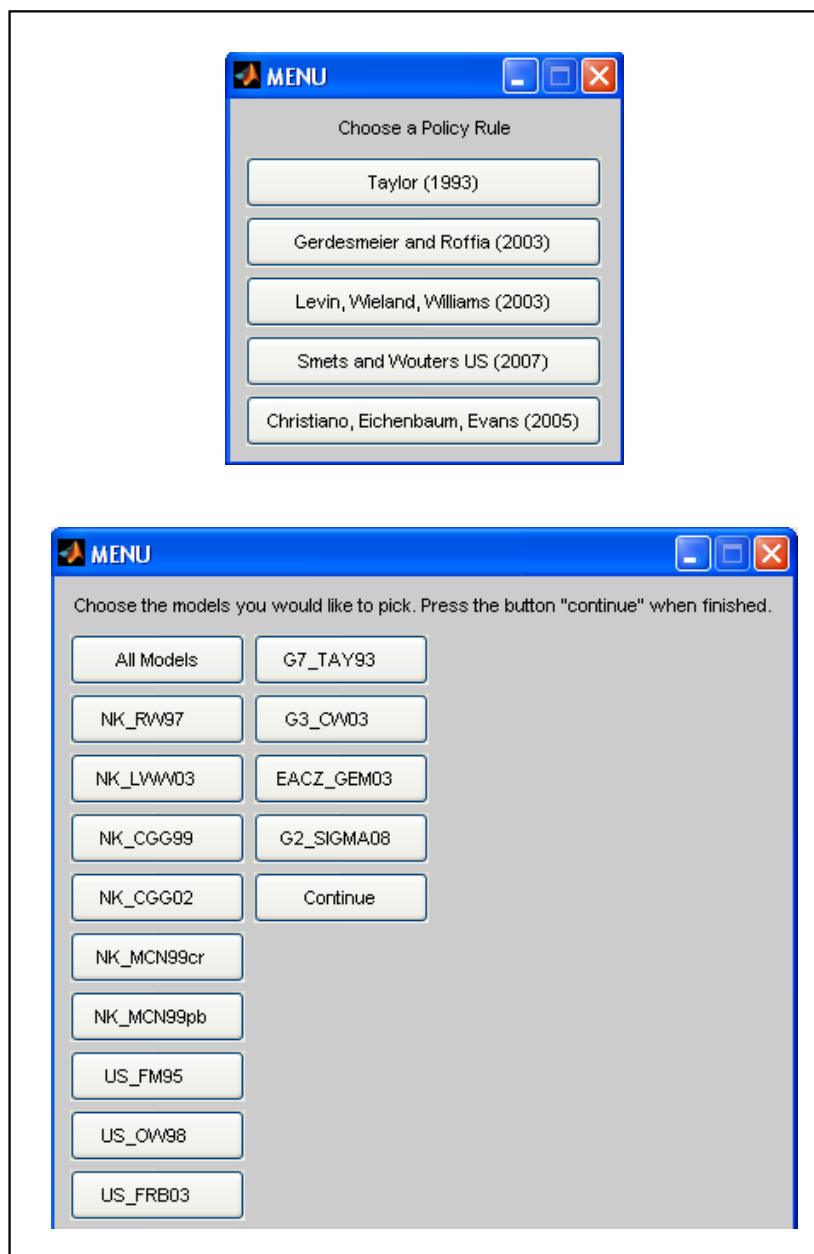 MENU
Choose a Policy Rule
Taylor (1993)
Gerdesmeier and Roffia (2003)
Levin, Wieland, Williams (2003)
Smets and Wouters US (2007)
Christiano, Eichenbaum, Evans (2005)
MENU
Choose the models you would like to pick. Press the button "continue" when finished.
All Models
NK_RW97
NK_LWW03
NK_CGG99
NK_CGG02
NK_MCN99cr
NK_MCN99pb
US_FM95
US_OW98
US_FRB03
G7_TAY93
G3_CW03
EACZ_GEM03
G2_SIGMA08
Continue